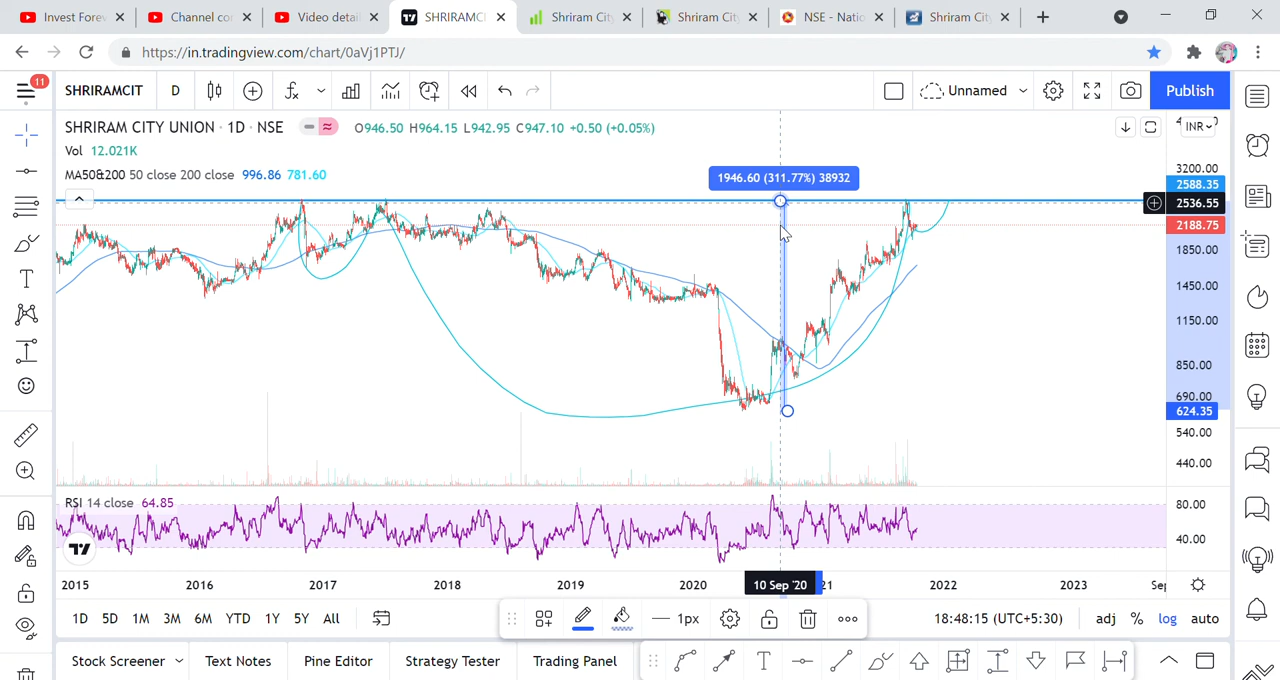 Invest Forev
Channel co
Video detai
SHRIRAMCI
Shriram City
Shriram City
NSE - Natio
Shriram City
https://in.tradingview.com/chart/0aVj1PTJ/
11
SHRIRAMCIT
D
Unnamed
Publish
SHRIRAM CITY UNION · 1D · NSE
O946.50 H964.15 L942.95 C947.10 +0.50 (+0.05%)
INR
Vol 12.021K
MA50&200 50 close 200 close 996.86 781.60
1946.60 (311.77%) 38932
3200.00
2588.35
2536.55
2188.75
1850.00
1450.00
1150.00
850.00
690.00
624.35
540.00
440.00
RSI 14 close 64.85
80.00
40.00
2015 2016 2017 2018 2019 2020 10 Sep '20 21 2022 2023 Sep
1D 5D 1M 3M 6M YTD 1Y 5Y All
1px
18:48:15 (UTC+5:30) adj % log auto
Stock Screener Text Notes Pine Editor Strategy Tester Trading Panel